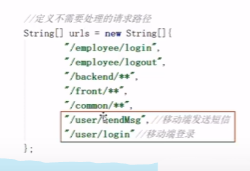 //定义不需要处理的请求路径
String[] urls = new String[]{
"/employee/login",
"/employee/logout",
"/backend/**",
"/front/**",
"/common/**",
"/user/sendMsg",//移动端发送短信
"/user/login"//移动端登录
};